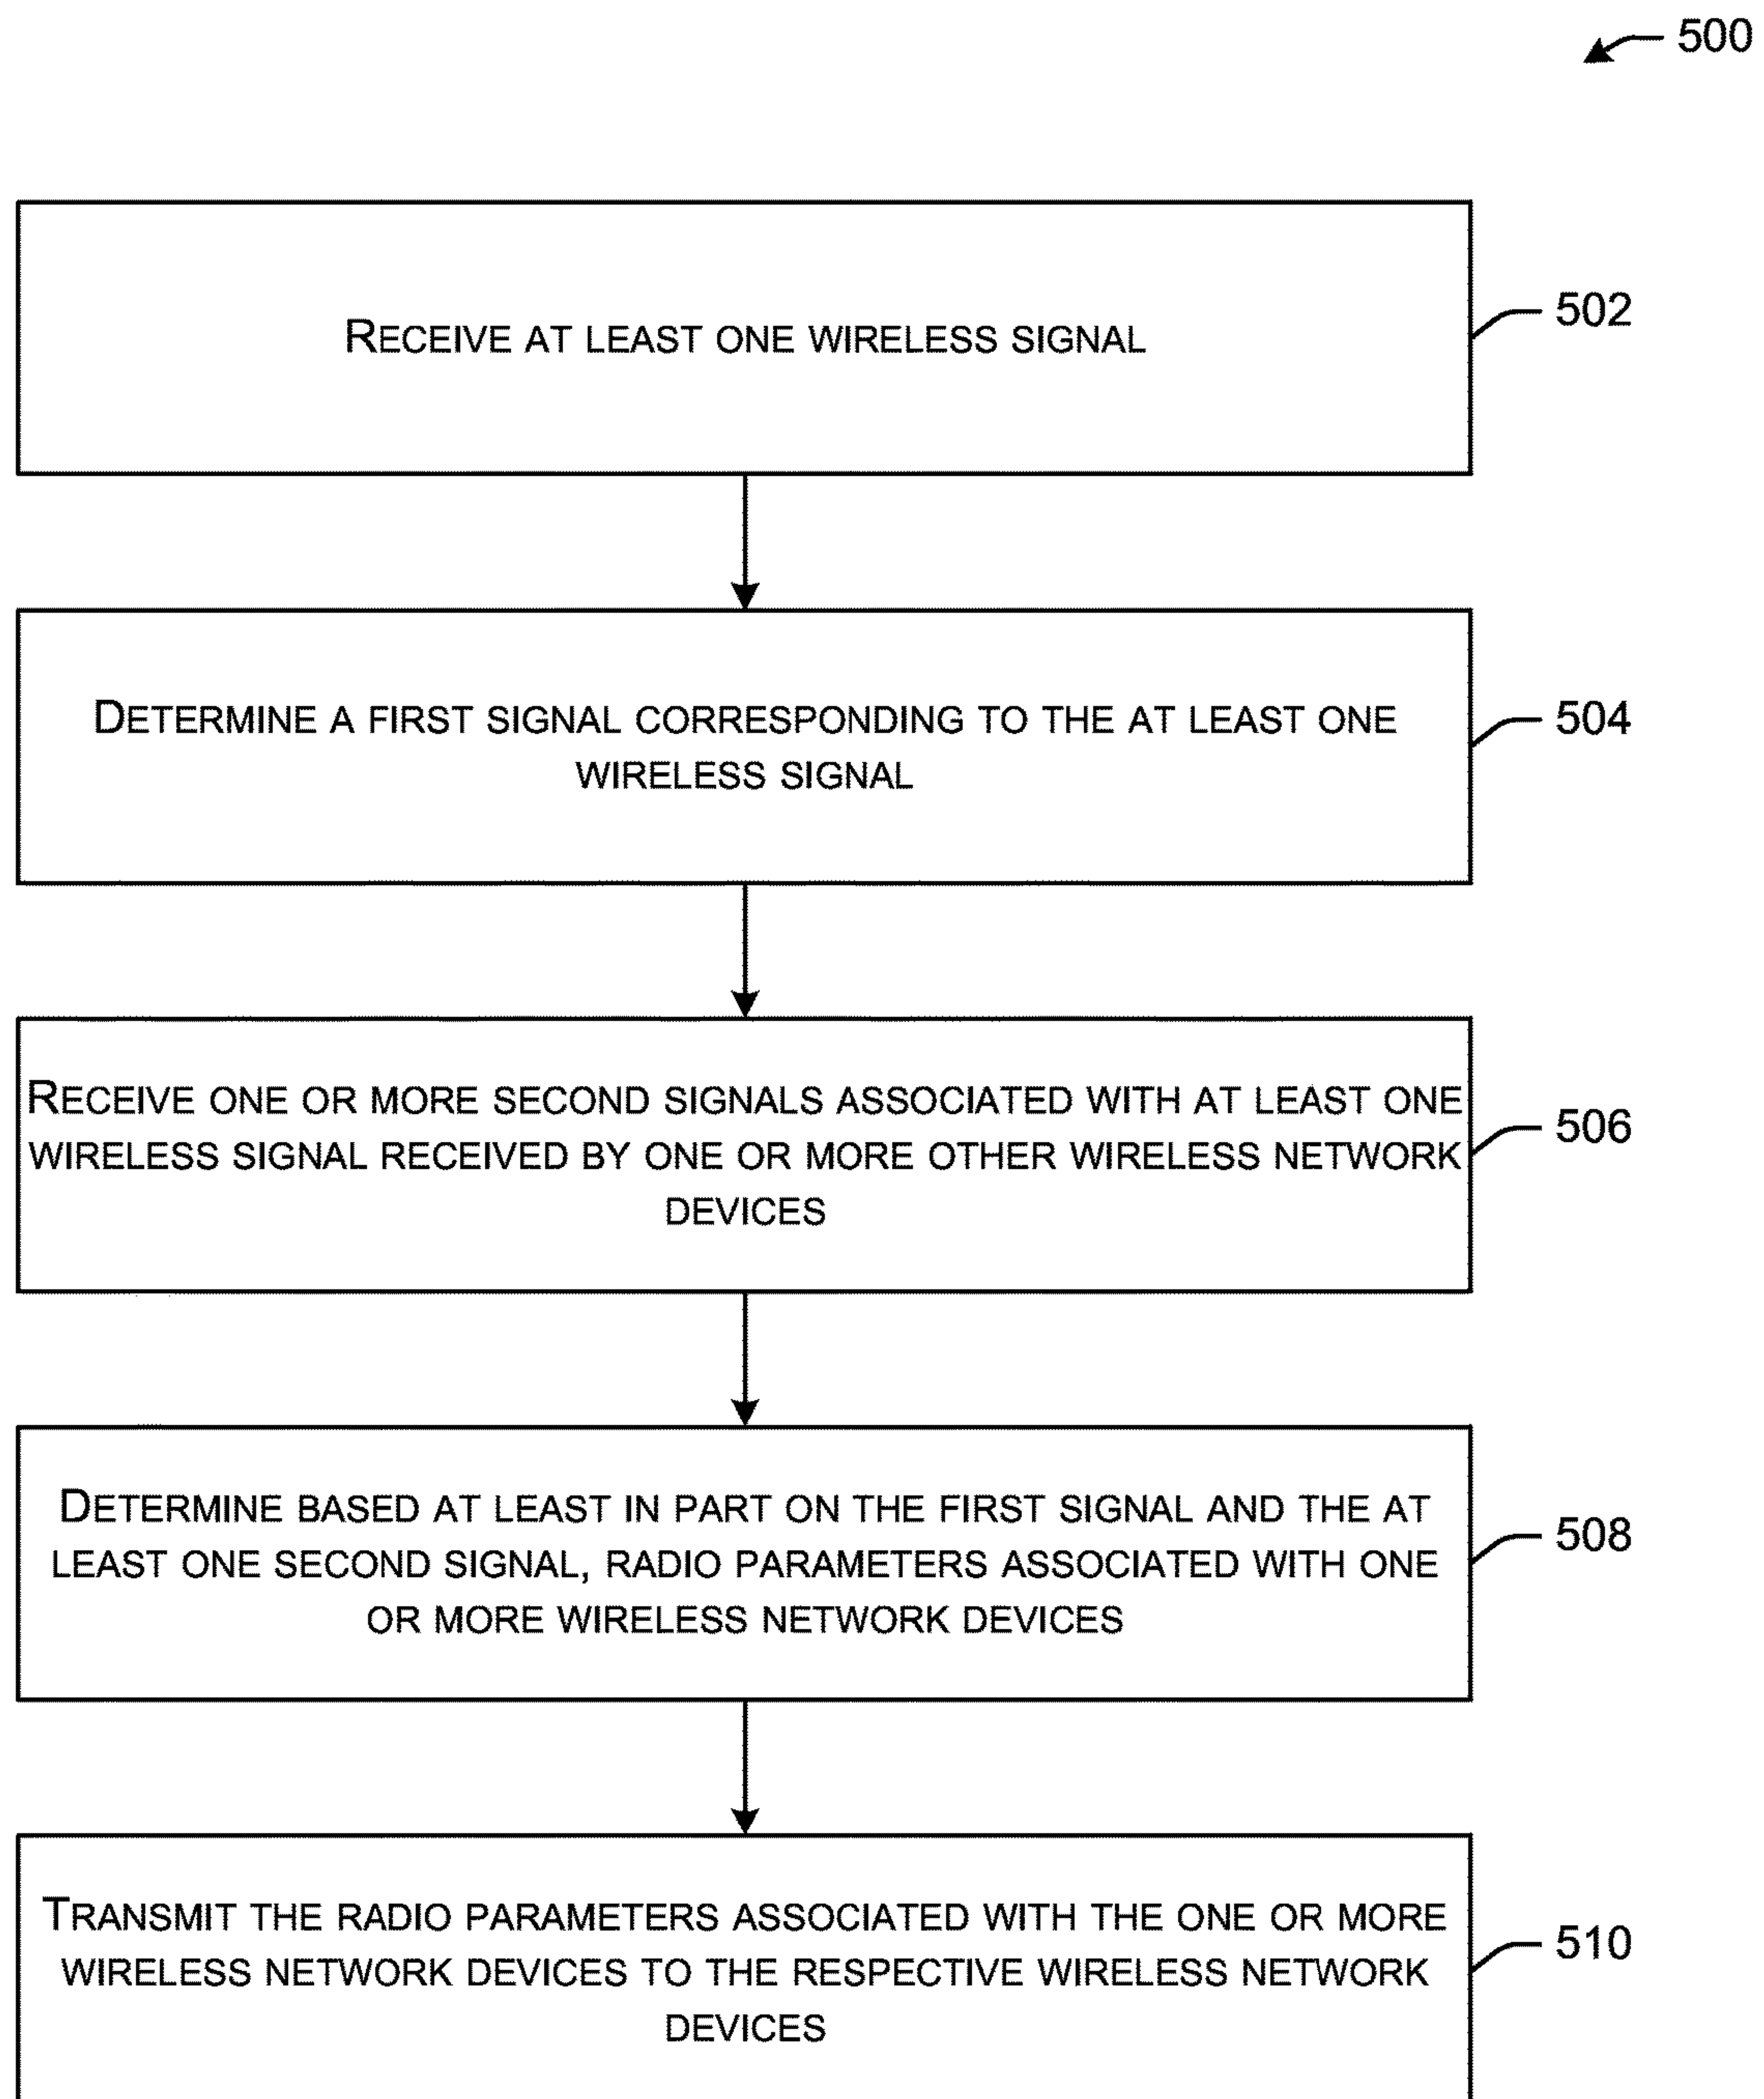 500
RECEIVE AT LEAST ONE WIRELESS SIGNAL
502
DETERMINE A FIRST SIGNAL CORRESPONDING TO THE AT LEAST ONE
WIRELESS SIGNAL
504
RECEIVE ONE OR MORE SECOND SIGNALS ASSOCIATED WITH AT LEAST ONE
WIRELESS SIGNAL RECEIVED BY ONE OR MORE OTHER WIRELESS NETWORK
DEVICES
506
DETERMINE BASED AT LEAST IN PART ON THE FIRST SIGNAL AND THE AT
LEAST ONE SECOND SIGNAL, RADIO PARAMETERS ASSOCIATED WITH ONE
OR MORE WIRELESS NETWORK DEVICES
508
TRANSMIT THE RADIO PARAMETERS ASSOCIATED WITH THE ONE OR MORE
WIRELESS NETWORK DEVICES TO THE RESPECTIVE WIRELESS NETWORK
DEVICES
510